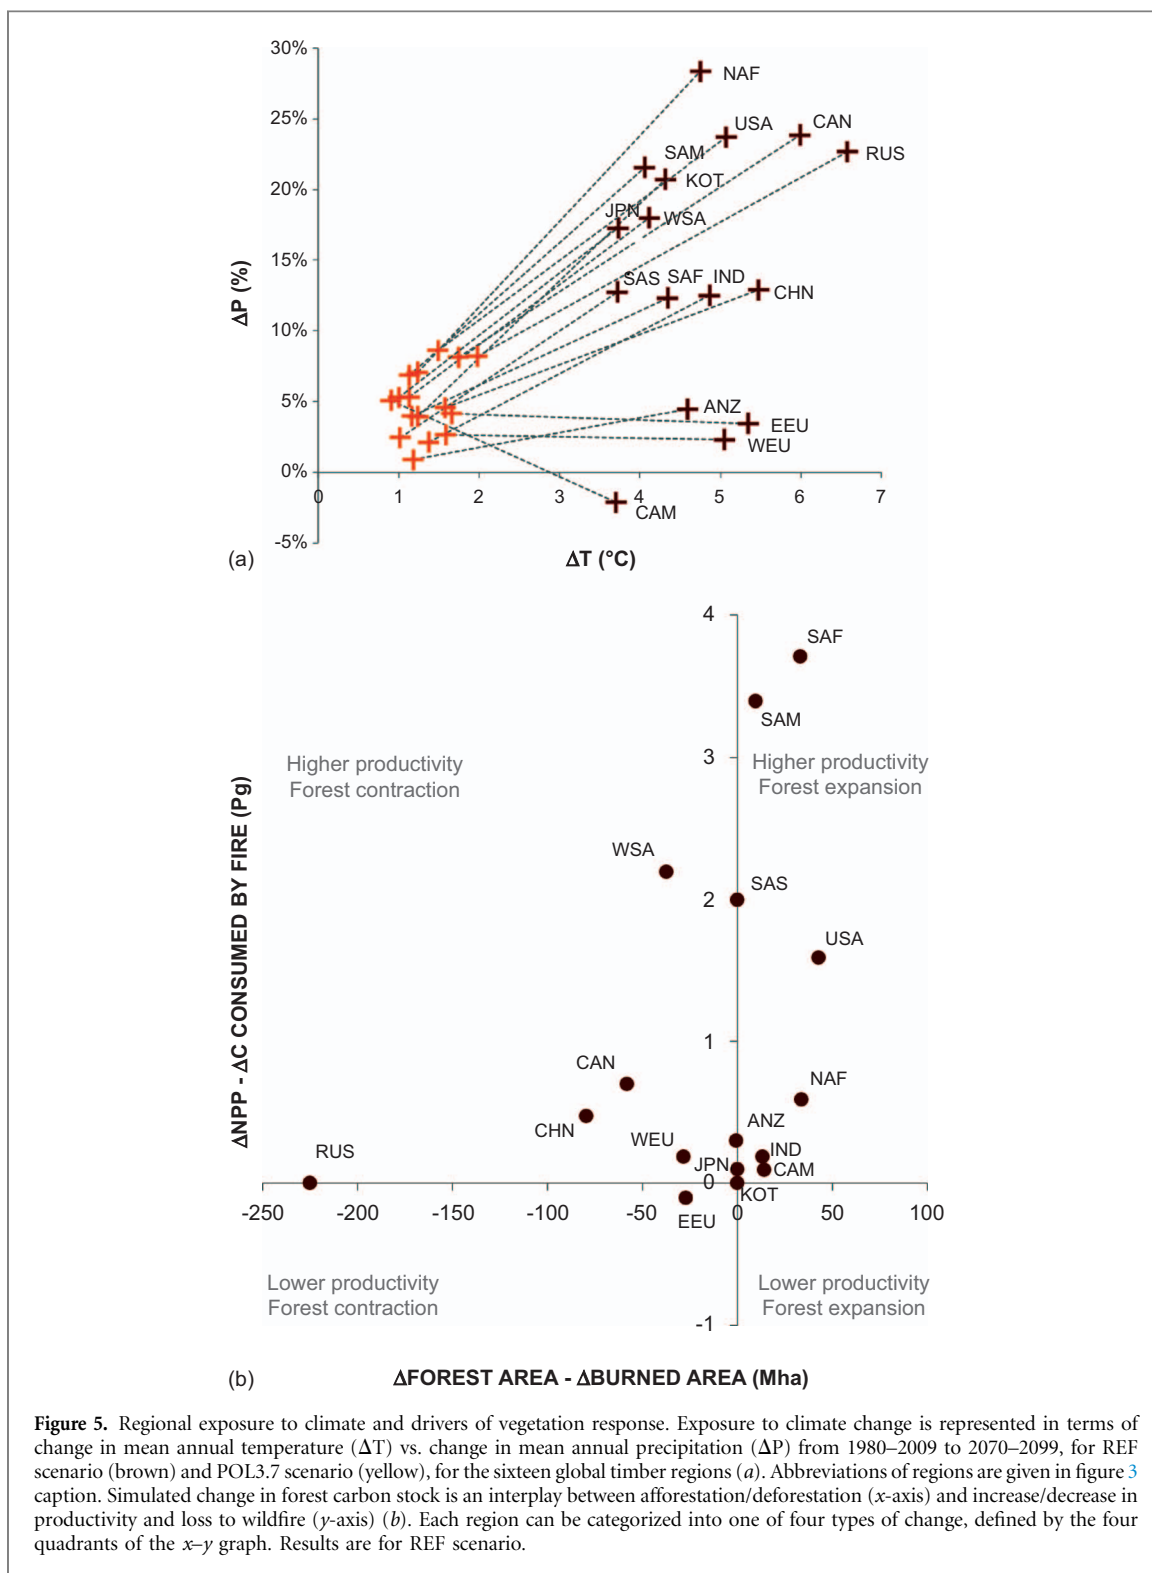 30%
NAF
25%
USA
CAN
SAM
RUS
20%
KOT
JPN
WSA
15%
SAS
SAF
IND
CHN
ΔP (%)
10%
5%
ANZ
EEU
WEU
0%
0
1
2
3
4
5
6
7
CAM
-5%
(a)
ΔT (°C)
4
SAF
SAM
3
Higher productivity
Forest contraction
Higher productivity
Forest expansion
WSA
SAS
2
USA
ΔNPP - ΔC CONSUMED BY FIRE (Pg)
1
CAN
NAF
CHN
ANZ
WEU
IND
RUS
JPN
CAM
0
KOT
-250
-200
-150
-100
-50
0
50
100
EEU
Lower productivity
Forest contraction
Lower productivity
Forest expansion
-1
(b)
ΔFOREST AREA - ΔBURNED AREA (Mha)
Figure 5. Regional exposure to climate and drivers of vegetation response. Exposure to climate change is represented in terms of
change in mean annual temperature (ΔT) vs. change in mean annual precipitation (ΔP) from 1980–2009 to 2070–2099, for REF
scenario (brown) and POL3.7 scenario (yellow), for the sixteen global timber regions (a). Abbreviations of regions are given in figure 3
caption. Simulated change in forest carbon stock is an interplay between afforestation/deforestation (x-axis) and increase/decrease in
productivity and loss to wildfire (y-axis) (b). Each region can be categorized into one of four types of change, defined by the four
quadrants of the x–y graph. Results are for REF scenario.